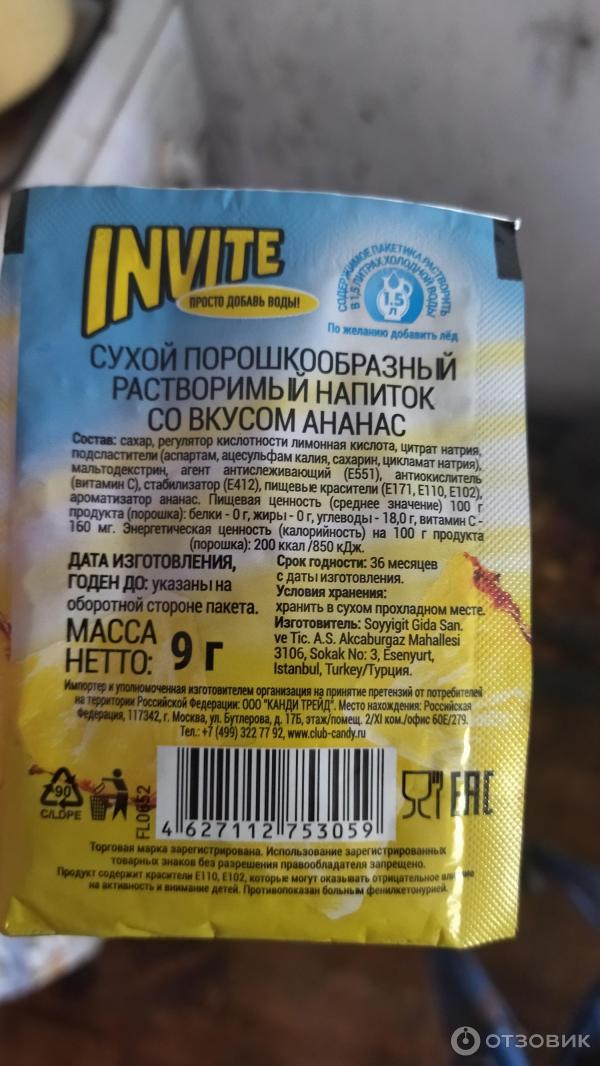 INVITE
ПРОСТО ДОБАВЬ ВОДЫ!
СОДЕРЖИМОЕ ПАКЕТИКА РАСТВОРИТЬ
В 1,5 ЛИТРАХ ХОЛОДНОЙ ВОДЫ
1.5
Л
По желанию добавить лёд
СУХОЙ ПОРОШКООБРАЗНЫЙ
РАСТВОРИМЫЙ НАПИТОК
СО ВКУСОМ АНАНАС
Состав: сахар, регулятор кислотности лимонная кислота, цитрат натрия,
подсластители (аспартам, ацесульфам калия, сахарин, цикламат натрия),
мальтодекстрин, агент антислеживающий (Е551), антиокислитель
(витамин С), стабилизатор (Е412), пищевые красители (Е171, Е110, Е102),
ароматизатор ананас. Пищевая ценность (среднее значение) 100 г
продукта (порошка): белки - 0 г, жиры - 0 г, углеводы - 18,0 г, витамин С -
160 мг. Энергетическая ценность (калорийность) на 100 г продукта
(порошка): 200 ккал /850 кДж.
ДАТА ИЗГОТОВЛЕНИЯ,
ГОДЕН ДО: указаны на
оборотной стороне пакета.
МАССА
НЕТТО: 9 г
Срок годности: 36 месяцев
с даты изготовления.
Условия хранения:
хранить в сухом прохладном месте.
Изготовитель: Soyyigit Gida San.
ve Tic. A.S. Akcaburgaz Mahallesi
3106, Sokak No: 3, Esenyurt,
Istanbul, Turkey/Турция.
Импортер и уполномоченная изготовителем организация на принятие претензий от потребителей
на территории Российской Федерации: ООО "КАНДИ ТРЕЙД". Место нахождения: Российская
Федерация, 117342, г. Москва, ул. Бутлерова, д. 17Б, этаж/помещ. 2/XI ком./офис 60Е/279.
Тел.: +7 (499) 322 77 92, www.club-candy.ru
90
C/LDPE
FL0652
4 627112 753059
EAC
Торговая марка зарегистрирована. Использование зарегистрированных
товарных знаков без разрешения правообладателя запрещено.
Продукт содержит красители Е110, Е102, которые могут оказывать отрицательное влияние
на активность и внимание детей. Противопоказан больным фенилкетонурией.
ОТЗОВИК